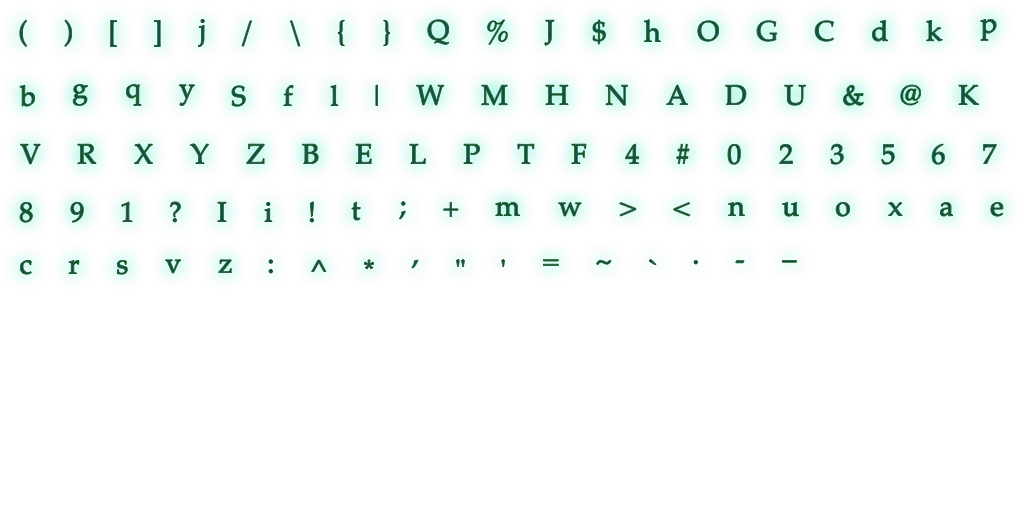 ( ) [ ] j / \ { } Q % J $ h O G C d k p
b g q y S f l | W M H N A D U & @ K
V R X Y Z B E L P T F 4 # 0 2 3 5 6 7
8 9 1 ? I i ! t ; + m w > < n u o x a e
c r s v z : ^ * ′ " ' = ~ ` . - –